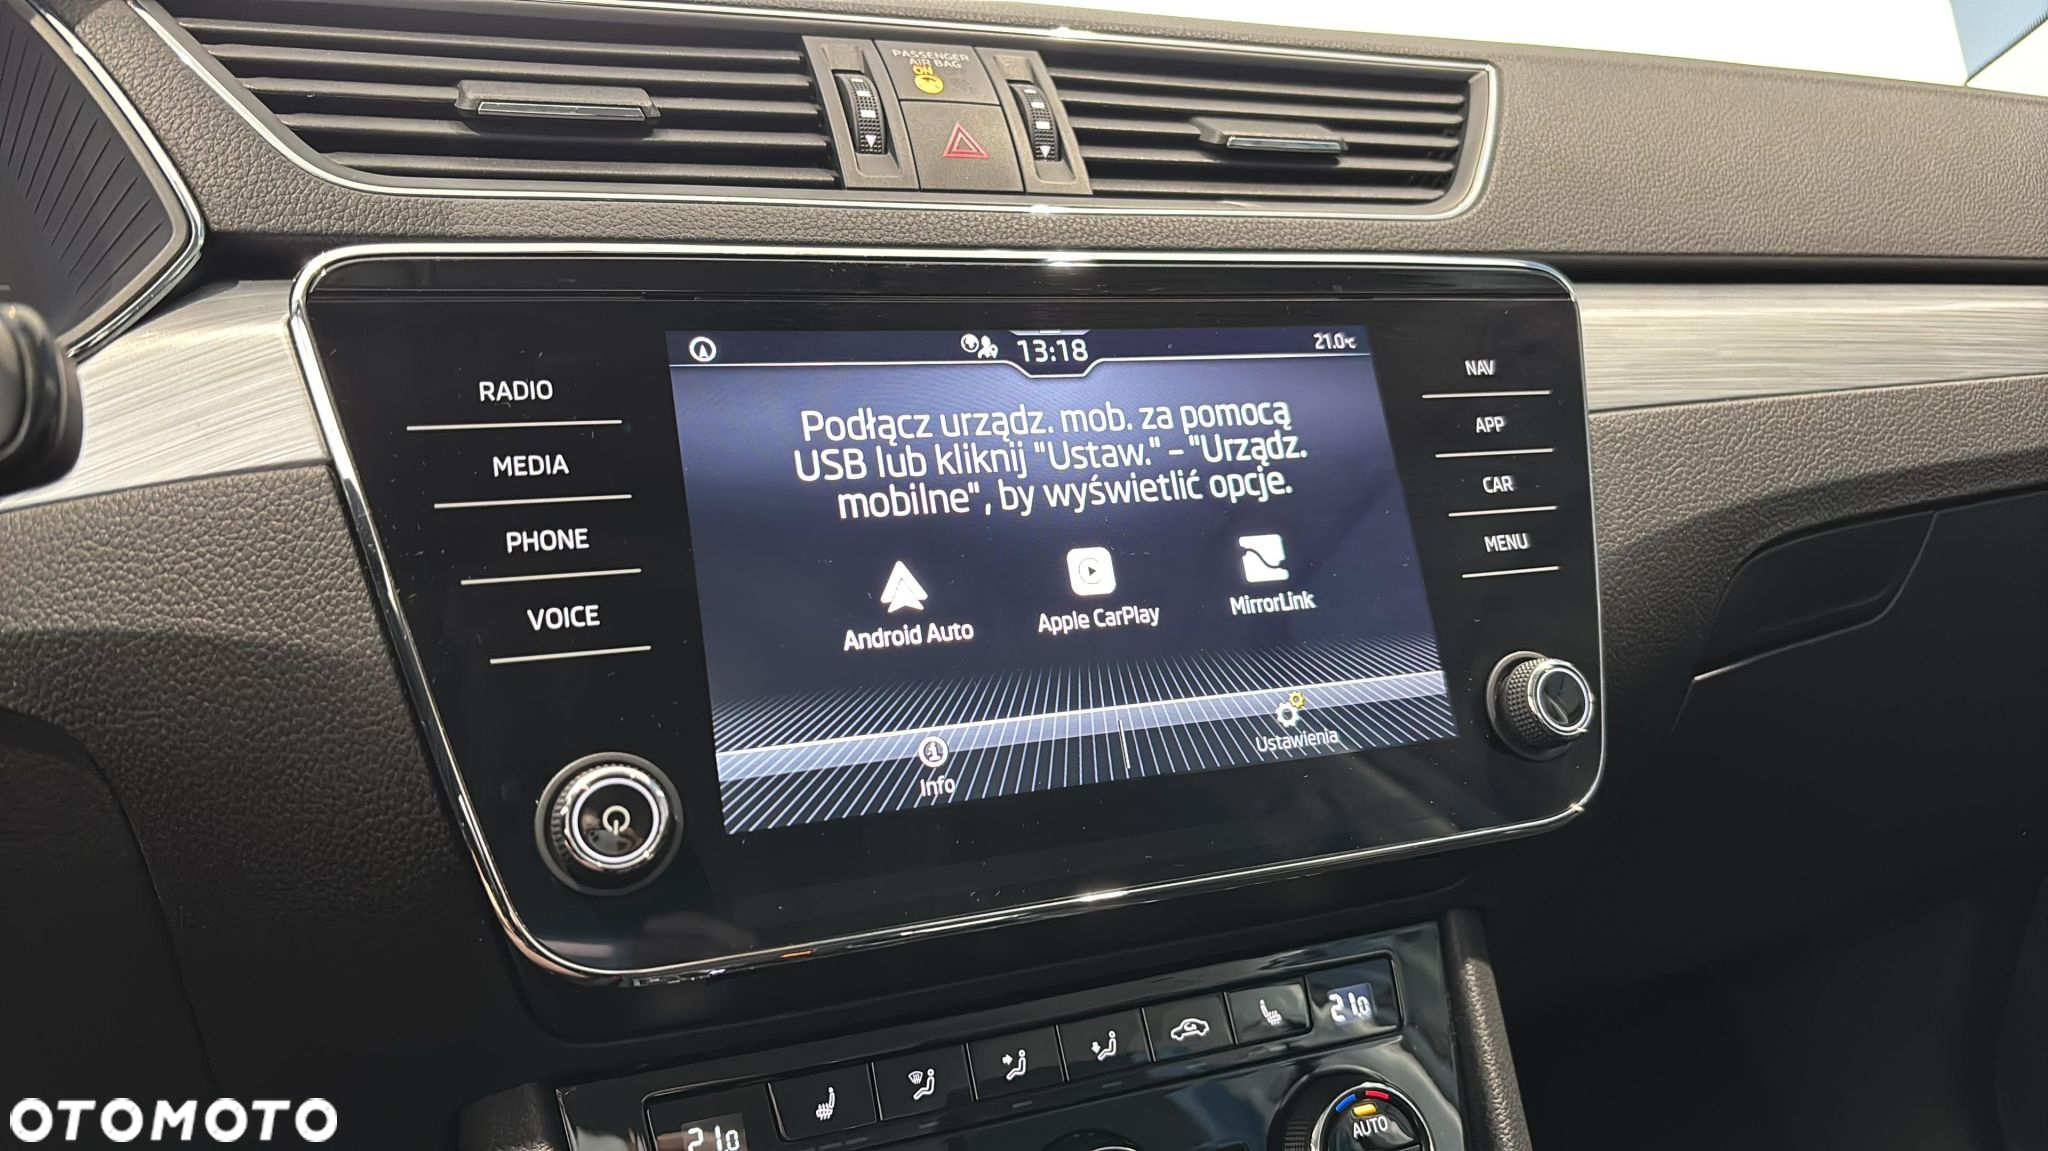 PASSENGER
AIR BAG
ON
13:18
21.0°C
RADIO
MEDIA
PHONE
VOICE
NAV
APP
CAR
MENU
Podłącz urządz. mob. za pomocą
USB lub kliknij "Ustaw." – "Urządz.
mobilne", by wyświetlić opcje.
Android Auto
Apple CarPlay
MirrorLink
Info
Ustawienia
21.0
21.0
AUTO
OTOMOTO